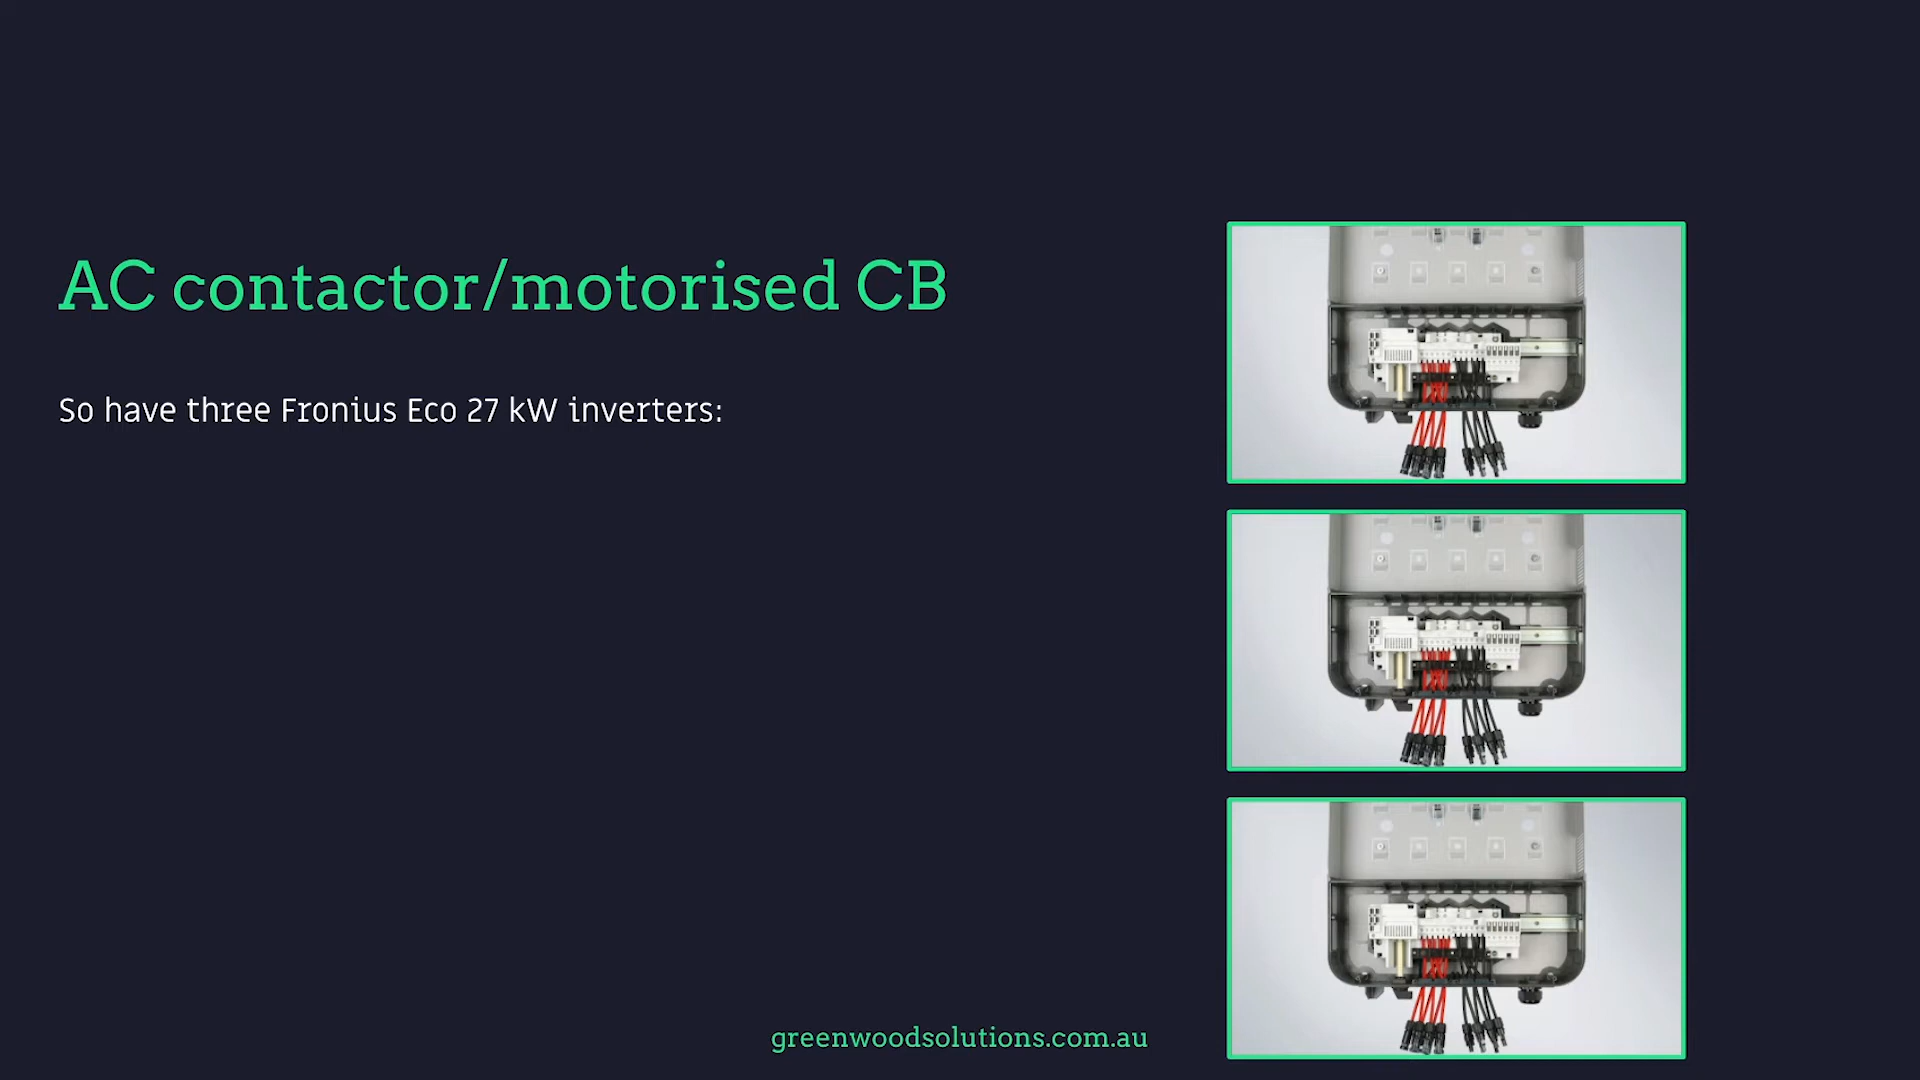 AC contactor/motorised CB
So have three Fronius Eco 27 kW inverters:
greenwoodsolutions.com.au